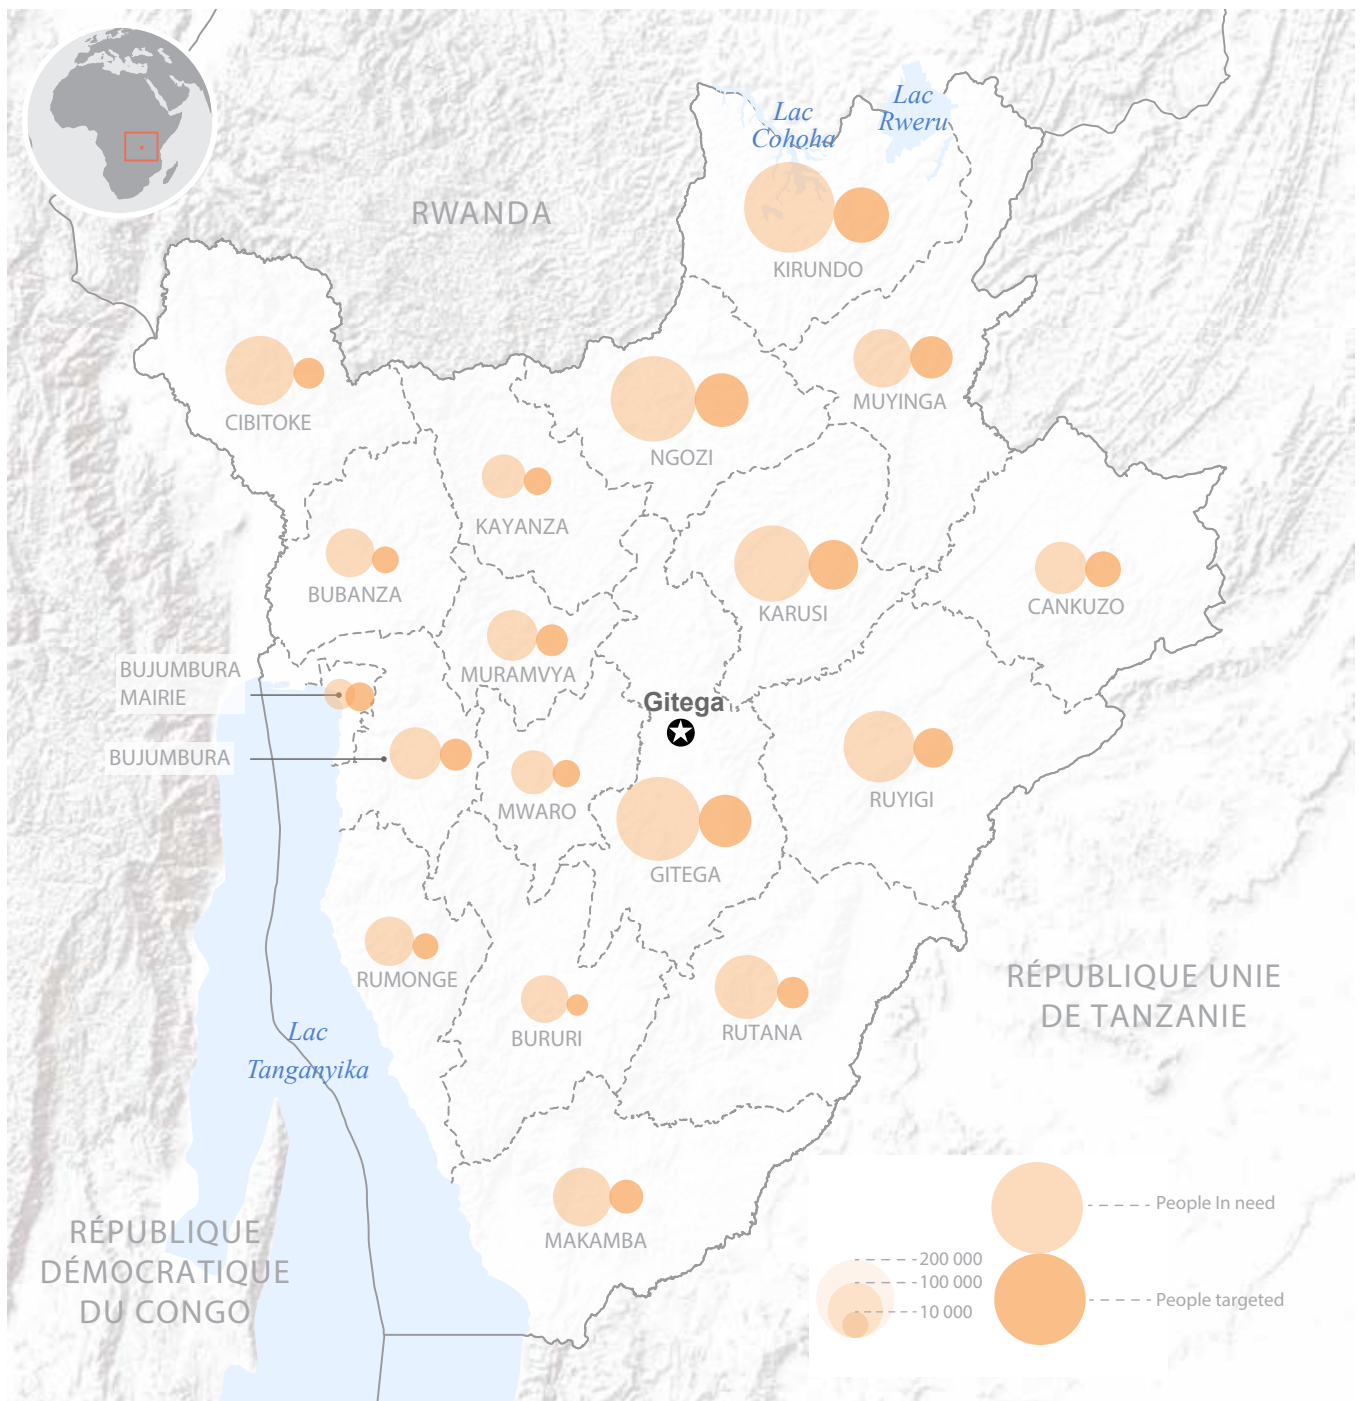 Lac
Rweru
Lac
Cohoha
RWANDA
KIRUNDO
MUYINGA
CIBITOKE
NGOZI
KAYANZA
BUBANZA
KARUSI
CANKUZO
MURAMVYA
BUJUMBURA
MAIRIE
Gitega
BUJUMBURA
MWARO
RUYIGI
GITEGA
RUMONGE
BURURI
RUTANA
RÉPUBLIQUE UNIE
DE TANZANIE
Lac
Tanganyika
MAKAMBA
RÉPUBLIQUE
DÉMOCRATIQUE
DU CONGO
People In need
200 000
100 000
10 000
People targeted